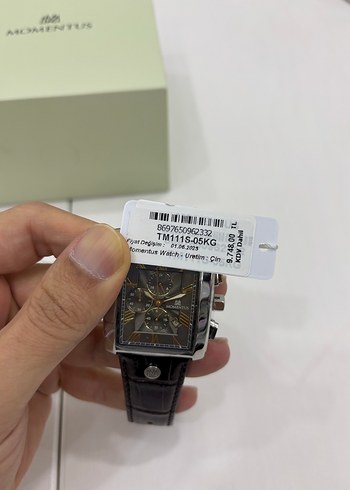 MOMENTUS
8697650962332
TM111S-05KG
Fiyat Değişim : 01.06.2023
Momentus Watch - Üretim : Çin
9.748,00 TL
KDV Dahil
MOMENTUS